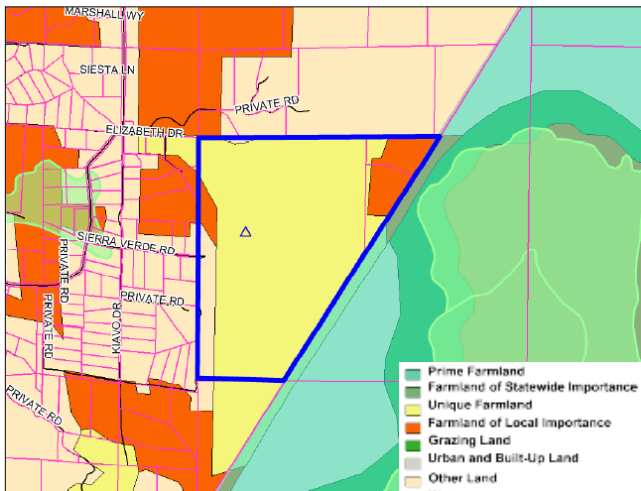 MARSHALL WY
SIESTA LN
PRIVATE RD
ELIZABETH DR
SIERRA VERDE RD
PRIVATE RD
PRIVATE RD
PRIVATE RD
KIAVO DR
PRIVATE RD
Prime Farmland
Farmland of Statewide Importance
Unique Farmland
Farmland of Local Importance
Grazing Land
Urban and Built-Up Land
Other Land